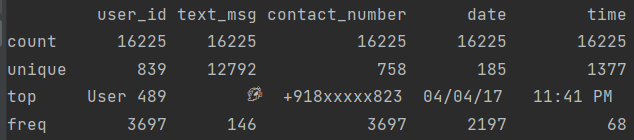 user_id text_msg contact_number date time
count 16225 16225 16225 16225 16225
unique 839 12792 758 185 1377
top User 489 +918xxxxx823 04/04/17 11:41 PM
freq 3697 146 3697 2197 68